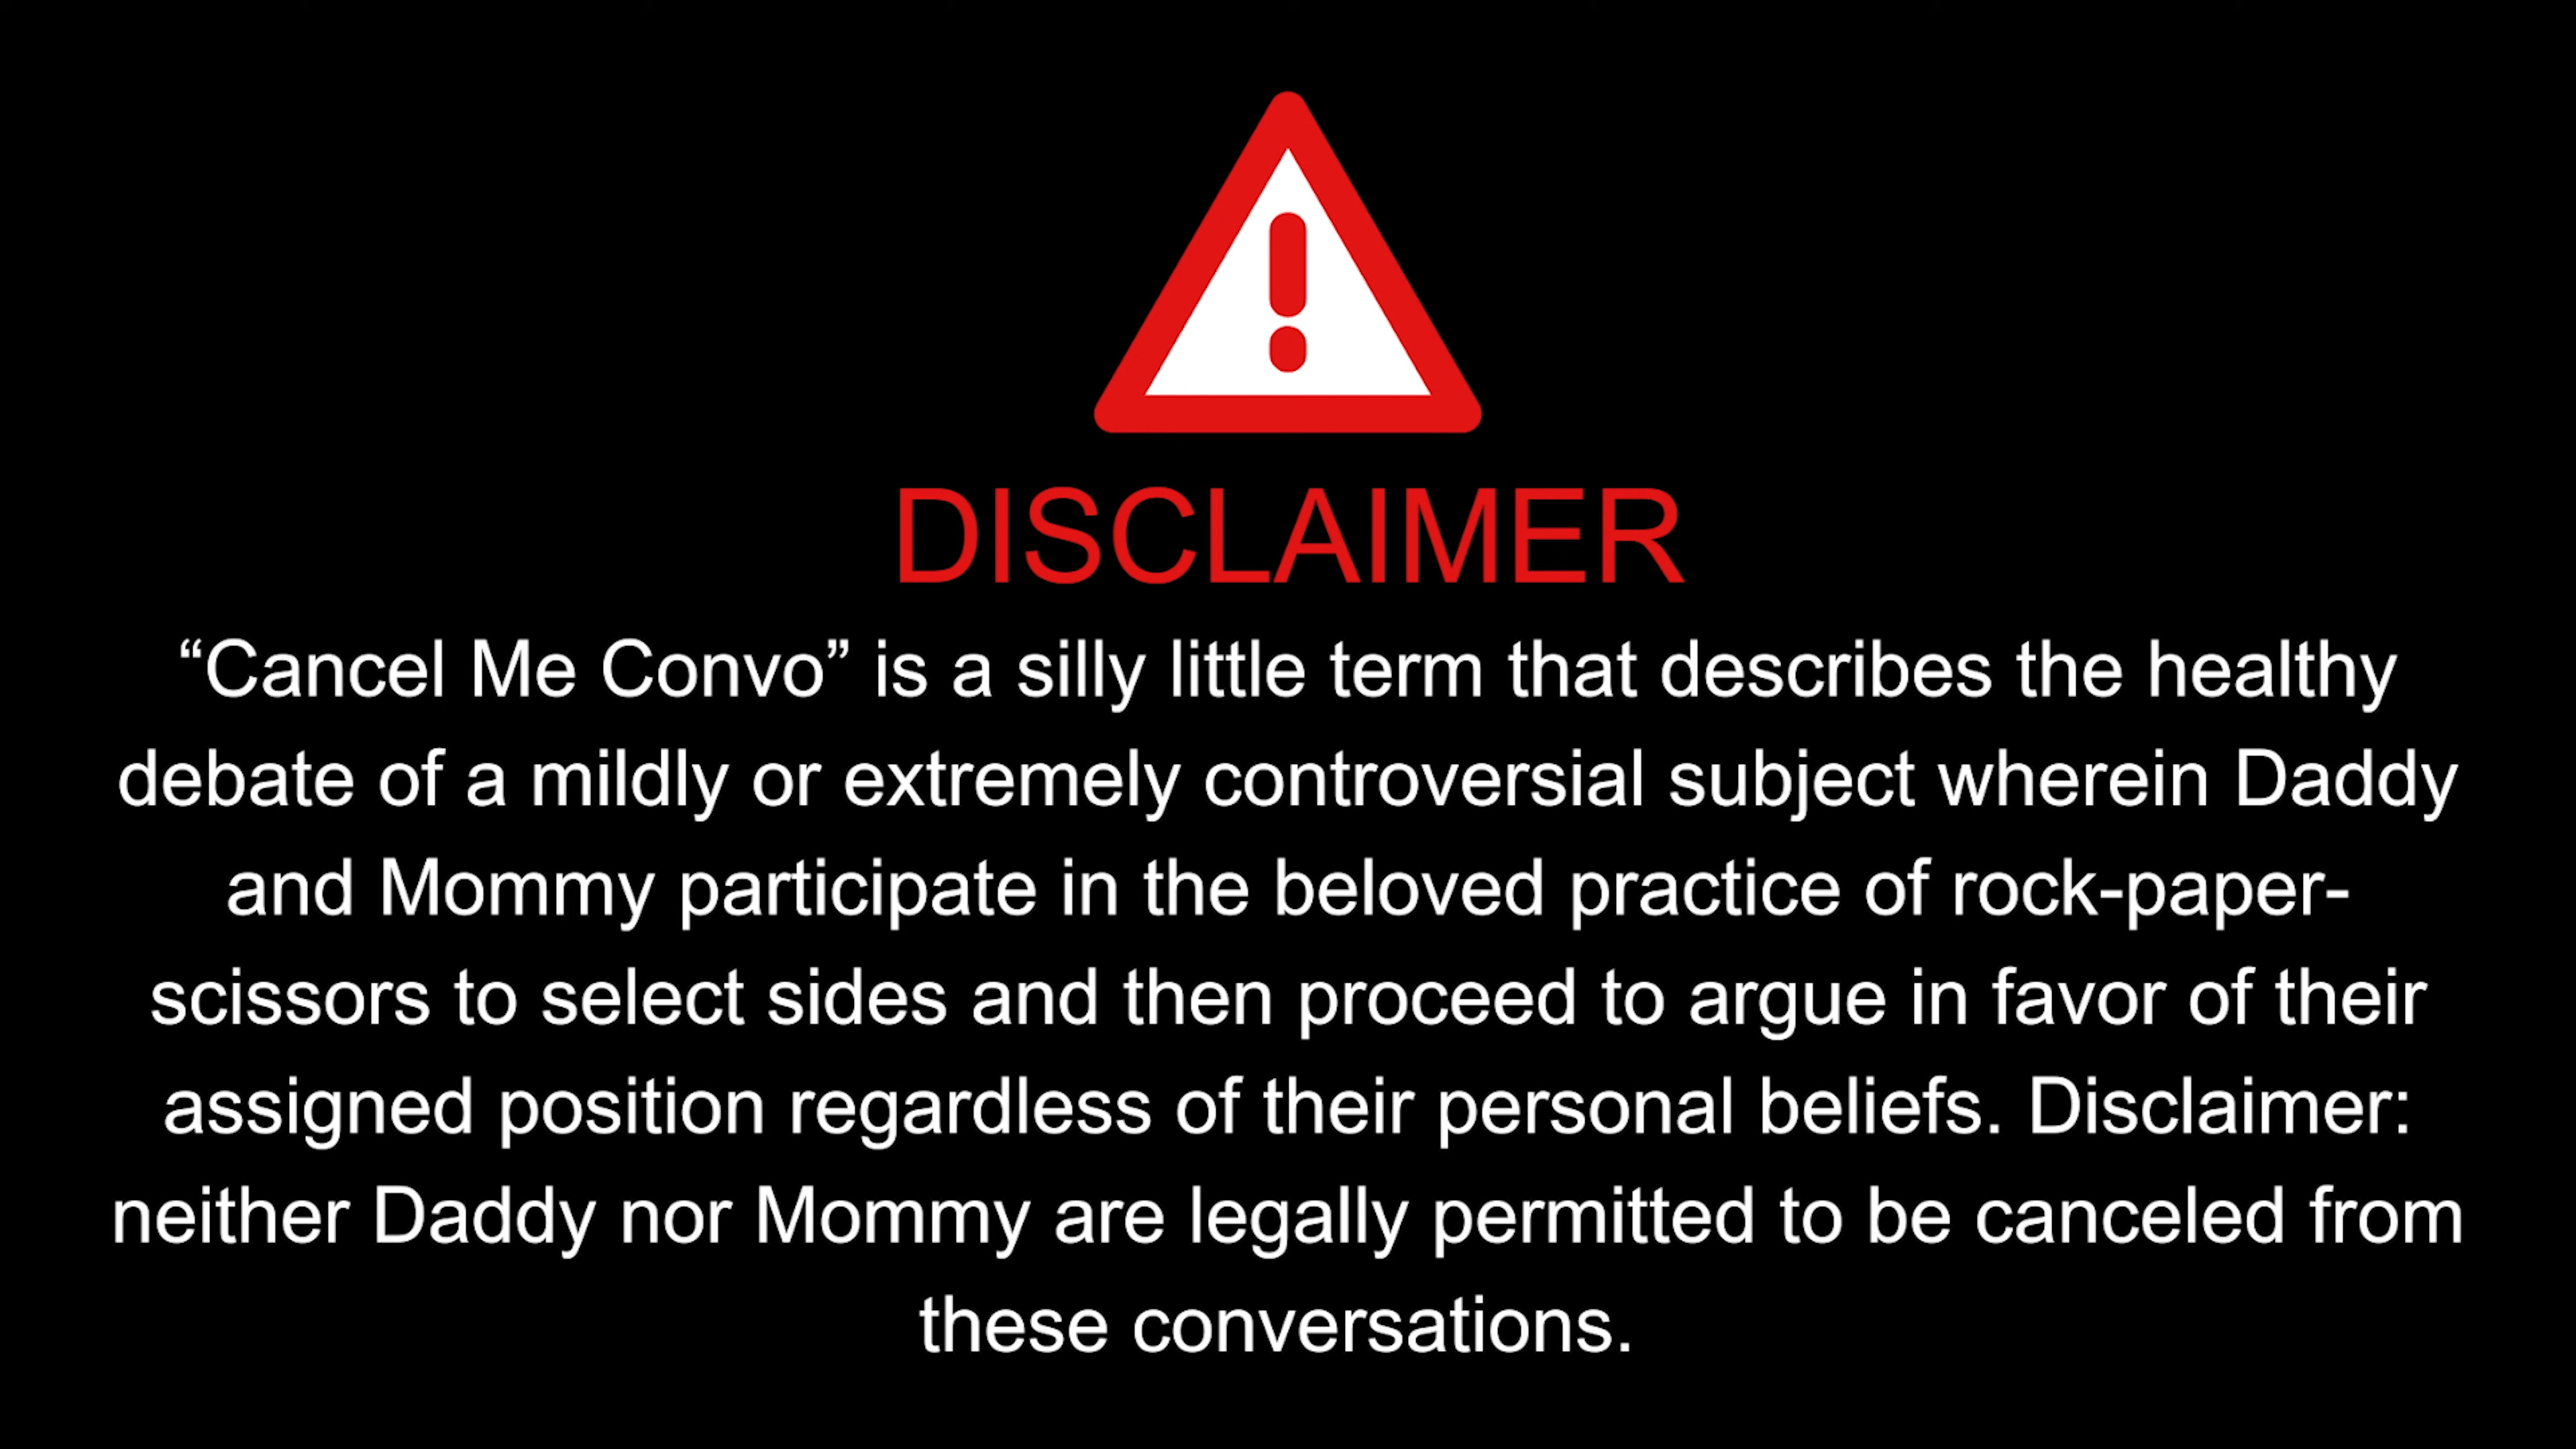 DISCLAIMER
“Cancel Me Convo” is a silly little term that describes the healthy
debate of a mildly or extremely controversial subject wherein Daddy
and Mommy participate in the beloved practice of rock-paper-
scissors to select sides and then proceed to argue in favor of their
assigned position regardless of their personal beliefs. Disclaimer:
neither Daddy nor Mommy are legally permitted to be canceled from
these conversations.